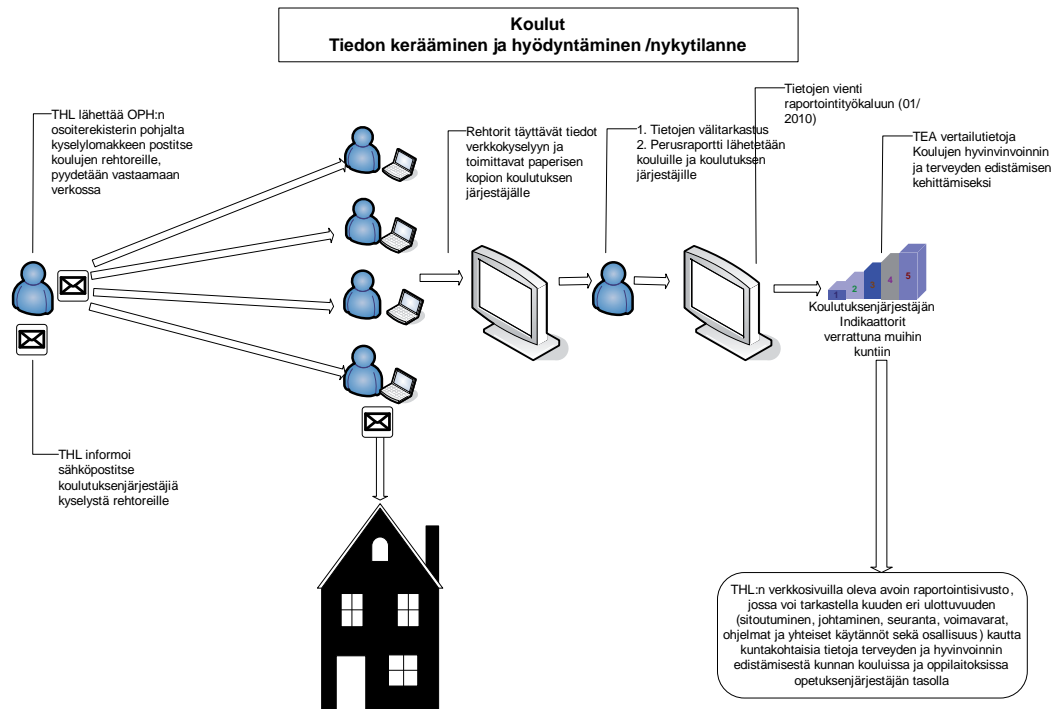 Koulut
Tiedon kerääminen ja hyödyntäminen /nykytilanne
THL lähettää OPH:n
osoiterekisterin pohjalta
kyselylomakkeen postitse
koulujen rehtoreille,
pyydetään vastaamaan
verkossa
Rehtorit täyttävät tiedot
verkkokyselyyn ja
toimittavat paperisen
kopion koulutuksen
järjestäjälle
1. Tietojen välitarkastus
2. Perusraportti lähetetään
kouluille ja koulutuksen
järjestäjille
Tietojen vienti
raportointityökaluun (01/
2010)
TEA vertailutietoja
Koulujen hyvinvinvoinnin
ja terveyden edistämisen
kehittämiseksi
1
2
3
4
5
Koulutuksenjärjestäjän
Indikaattorit
verrattuna muihin
kuntiin
THL informoi
sähköpostitse
koulutuksenjärjestäjiä
kyselystä rehtoreille
THL:n verkkosivuilla oleva avoin raportointisivusto,
jossa voi tarkastella kuuden eri ulottuvuuden
(sitoutuminen, johtaminen, seuranta, voimavarat,
ohjelmat ja yhteiset käytännöt sekä osallisuus) kautta
kuntakohtaisia tietoja terveyden ja hyvinvoinnin
edistämisestä kunnan kouluissa ja oppilaitoksissa
opetuksenjärjestäjän tasolla